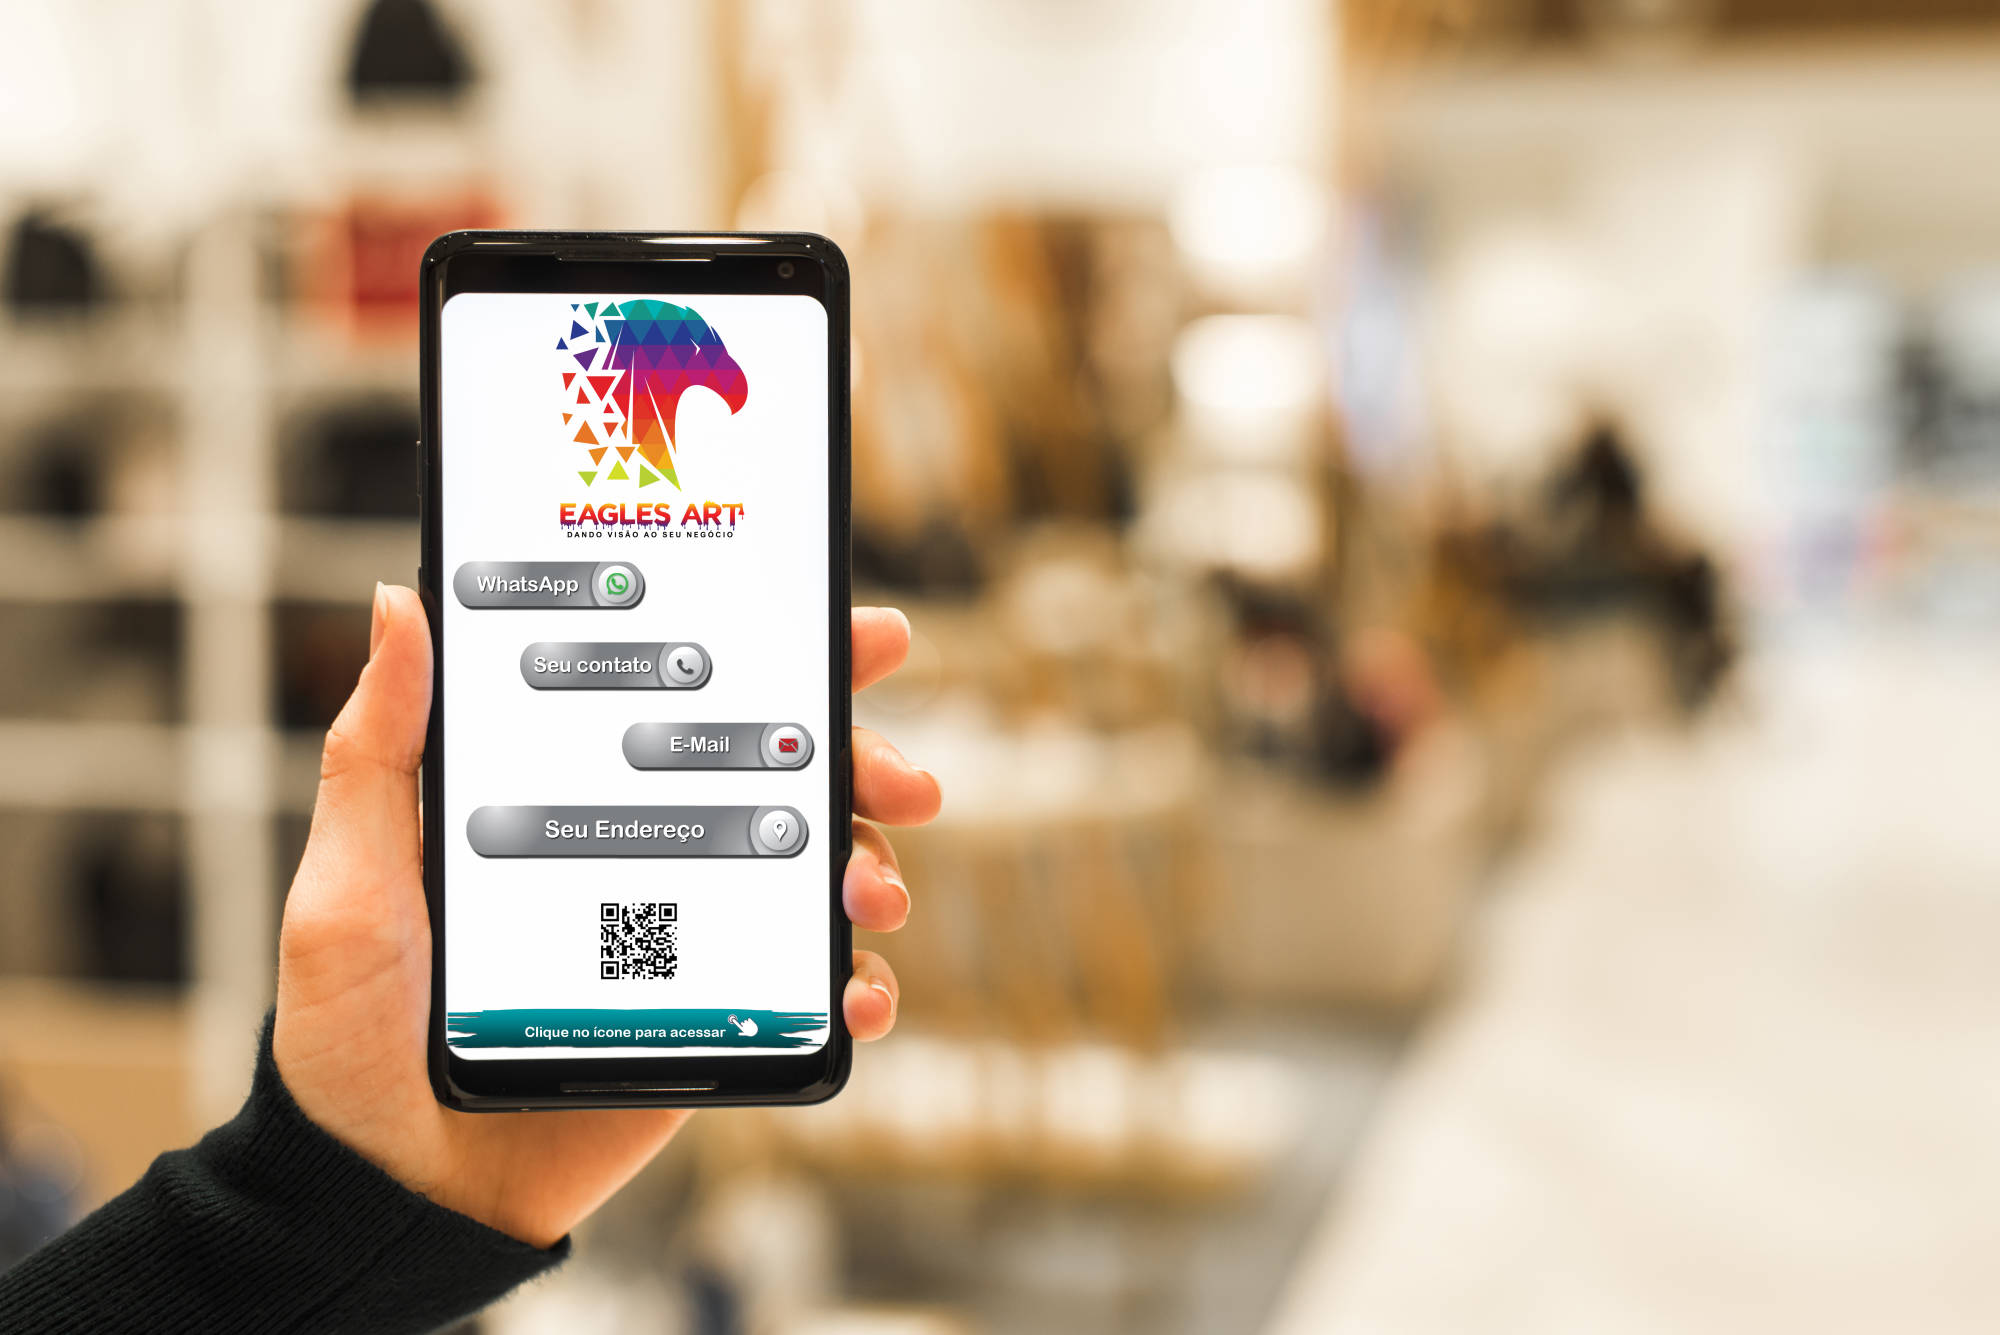 EAGLES ART
DANDO VISÃO AO SEU NEGÓCIO
WhatsApp
Seu contato
E-Mail
Seu Endereço
Clique no ícone para acessar